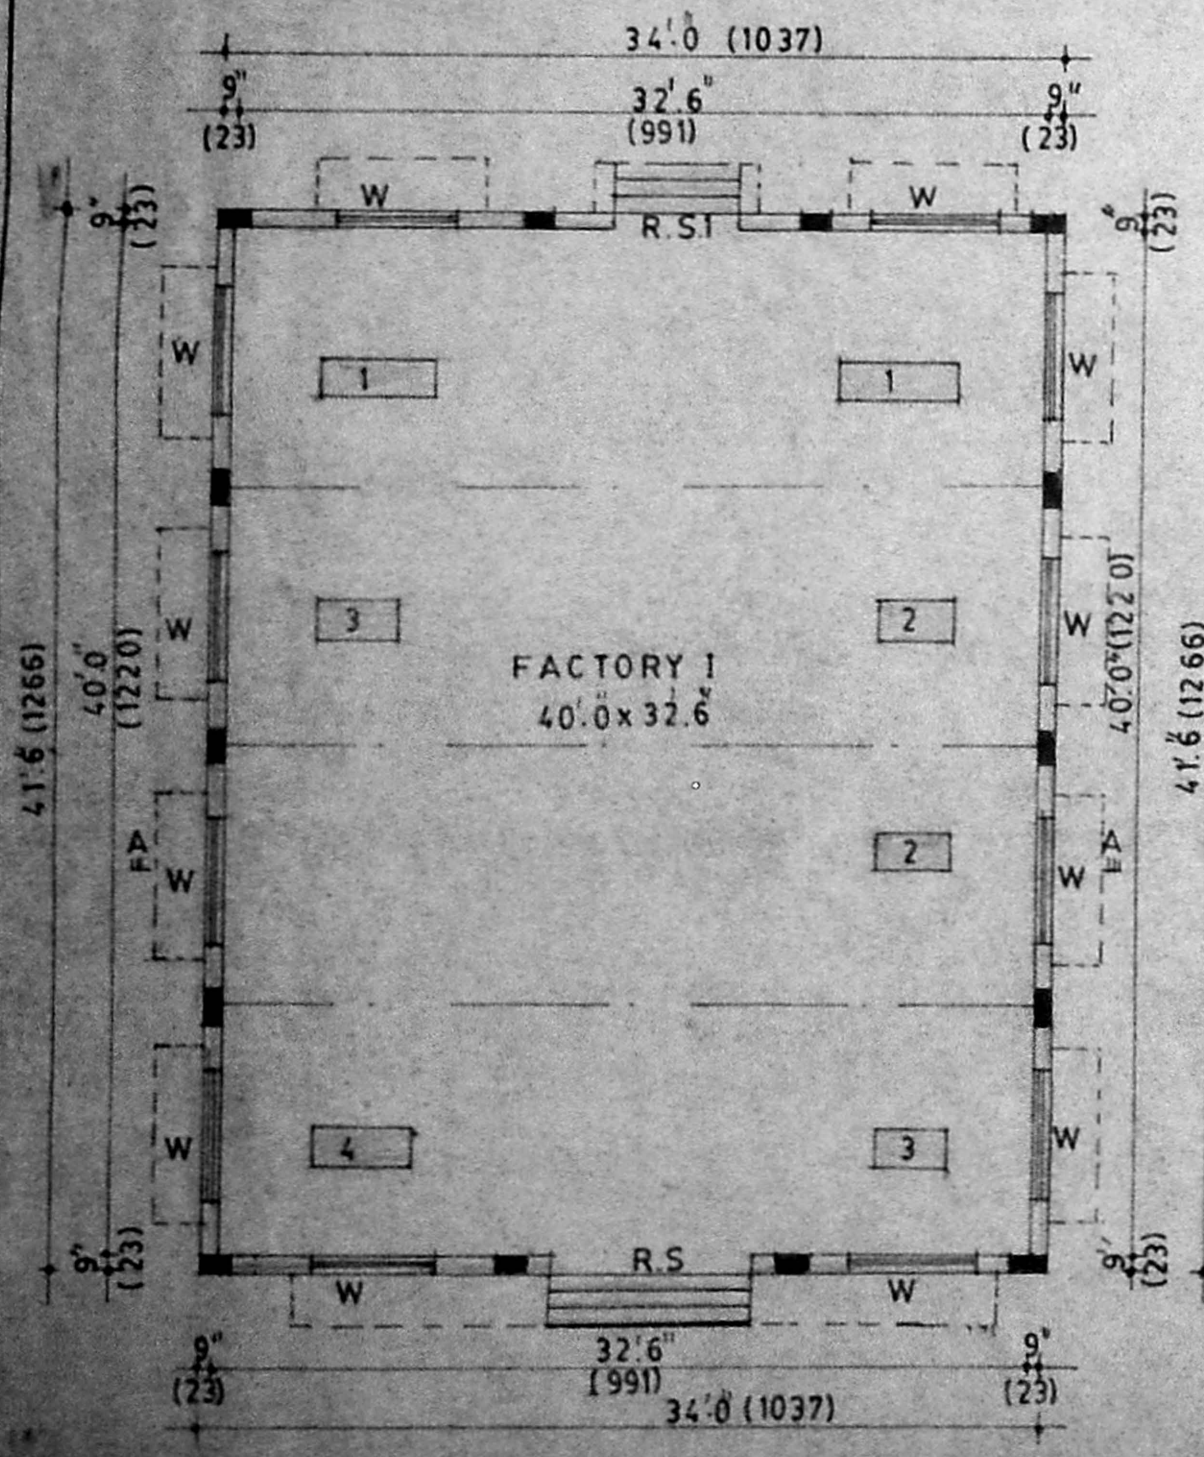 34'.0" (1037)
9" 32'.6" 9"
(23) (991) (23)
W W
9" (23) R.S.1 9" (23)
W W
1 1
W 3 2 W
FACTORY 1
40'.0" x 32'.6"
41'.6" (1266) 40'.0" (1220) 40'.0" (1220) 41'.6" (1266)
A W 2 W A
W 4 3 W
9" (23) R.S 9" (23)
W W
9" 32'.6" 9"
(23) (991) (23)
34'.0" (1037)